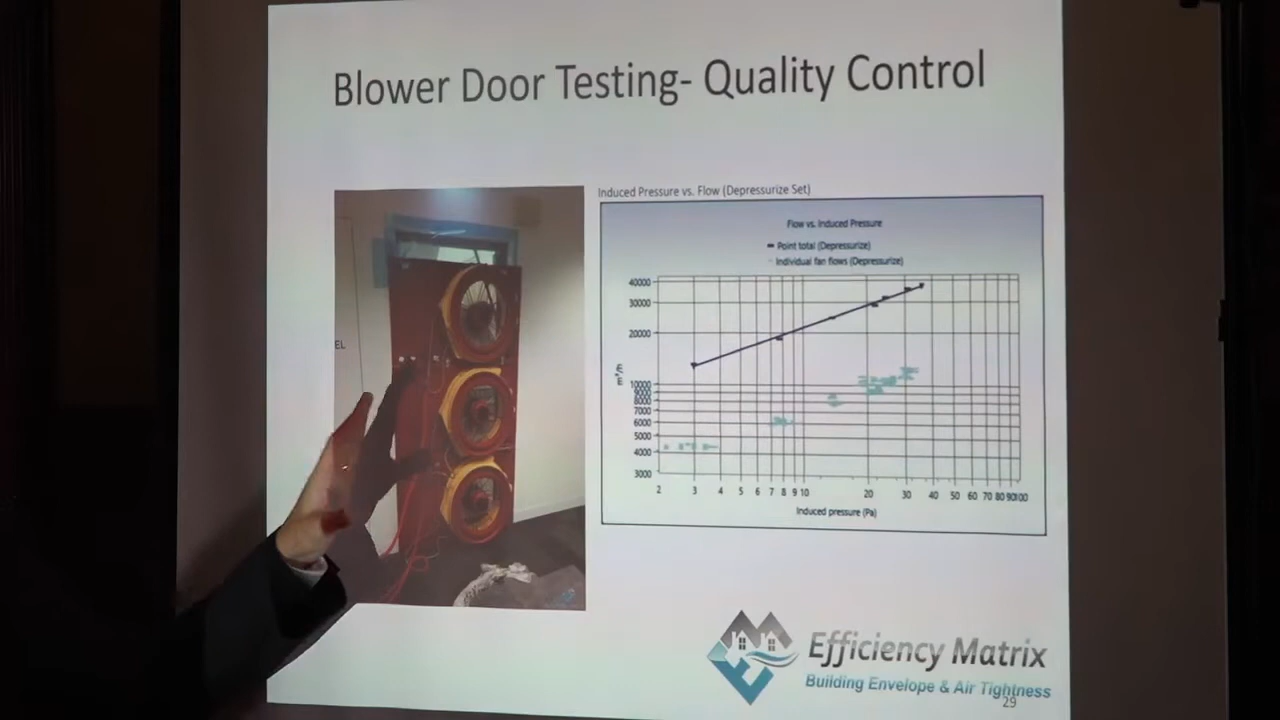 Blower Door Testing- Quality Control
Induced Pressure vs. Flow (Depressurize Set)
Flow vs. Induced Pressure
Point total (Depressurize)
Individual fan flows (Depressurize)
40000
30000
20000
10000
9000
8000
7000
6000
5000
4000
3000
m³/h
2 3 4 5 6 7 8 9 10 20 30 40 50 60 70 80 90100
Induced pressure (Pa)
EL
Efficiency Matrix
Building Envelope & Air Tightness
29